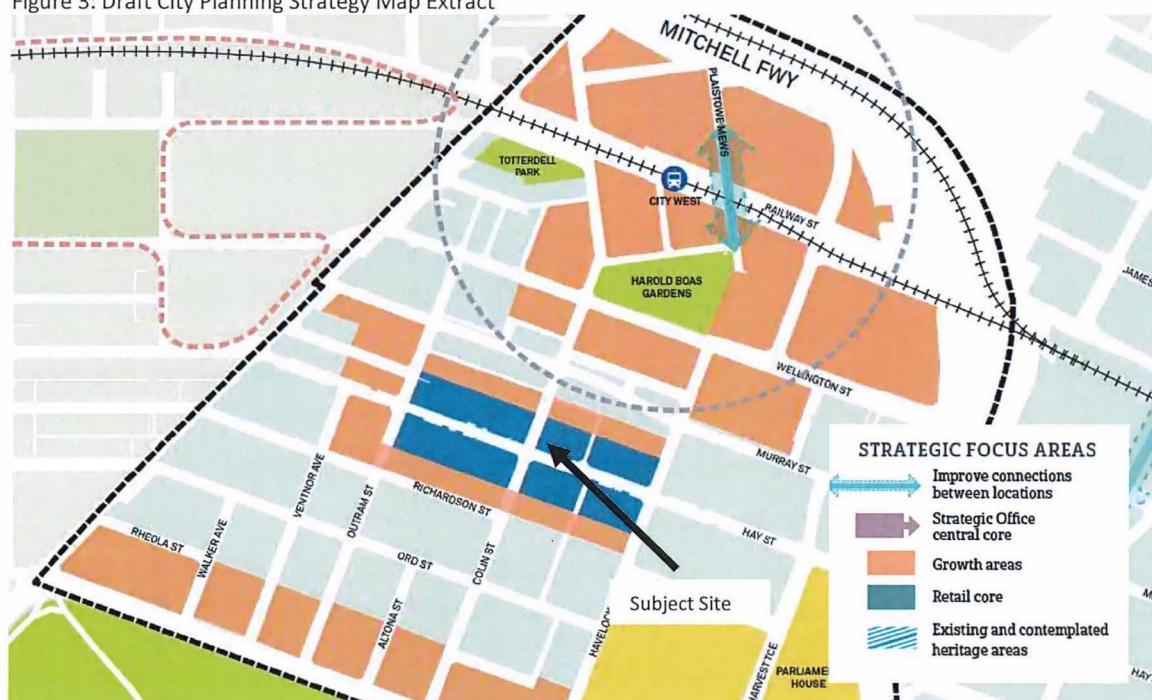 Figure 3: Draft City Planning Strategy Map Extract
MITCHELL FWY
PLAISTOWE MEWS
TOTTERDELL
PARK
CITY WEST
RAILWAY ST
HAROLD BOAS
GARDENS
JAMES
WELLINGTON ST
MURRAY ST
HAY ST
VENTNOR AVE
OUTRAM ST
RICHARDSON ST
RHEOLA ST
WALKER AVE
ORD ST
COLIN ST
ALTONA ST
HAVELOCK
Subject Site
HARVEST TCE
PARLIAME
HOUSE
STRATEGIC FOCUS AREAS
Improve connections
between locations
Strategic Office
central core
Growth areas
Retail core
Existing and contemplated
heritage areas
M
HAY